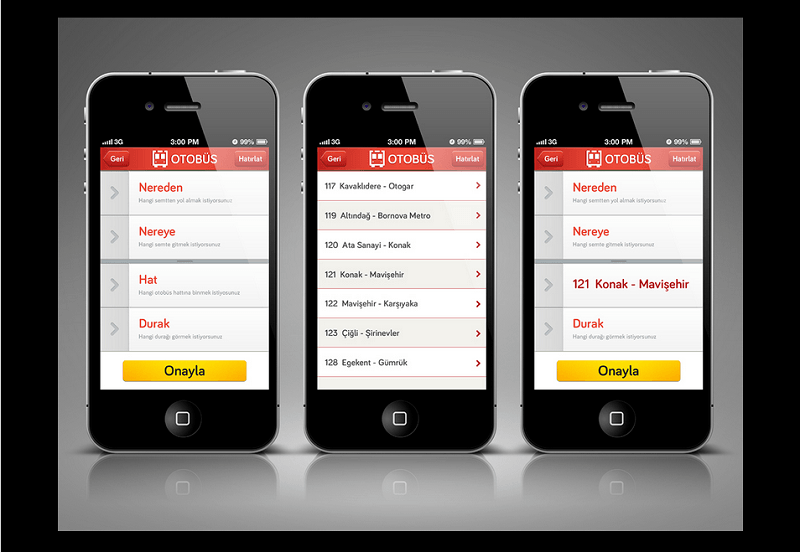 3G 3:00 PM 99%
Geri OTOBÜS Hatırlat
Nereden
Hangi semtten yol almak istiyorsunuz
Nereye
Hangi semte gitmek istiyorsunuz
Hat
Hangi otobüs hattına binmek istiyosunuz
Durak
Hangi durağı görmek istiyorsunuz
Onayla
3G 3:00 PM 99%
Geri OTOBÜS Hatırlat
117 Kavaklıdere - Otogar
119 Altındağ - Bornova Metro
120 Ata Sanayi - Konak
121 Konak - Mavişehir
122 Mavişehir - Karşıyaka
123 Çiğli - Şirinevler
128 Egekent - Gümrük
3G 3:00 PM 99%
Geri OTOBÜS Hatırlat
Nereden
Hangi semtten yol almak istiyorsunuz
Nereye
Hangi semte gitmek istiyorsunuz
121 Konak - Mavişehir
Durak
Hangi durağı görmek istiyorsunuz
Onayla